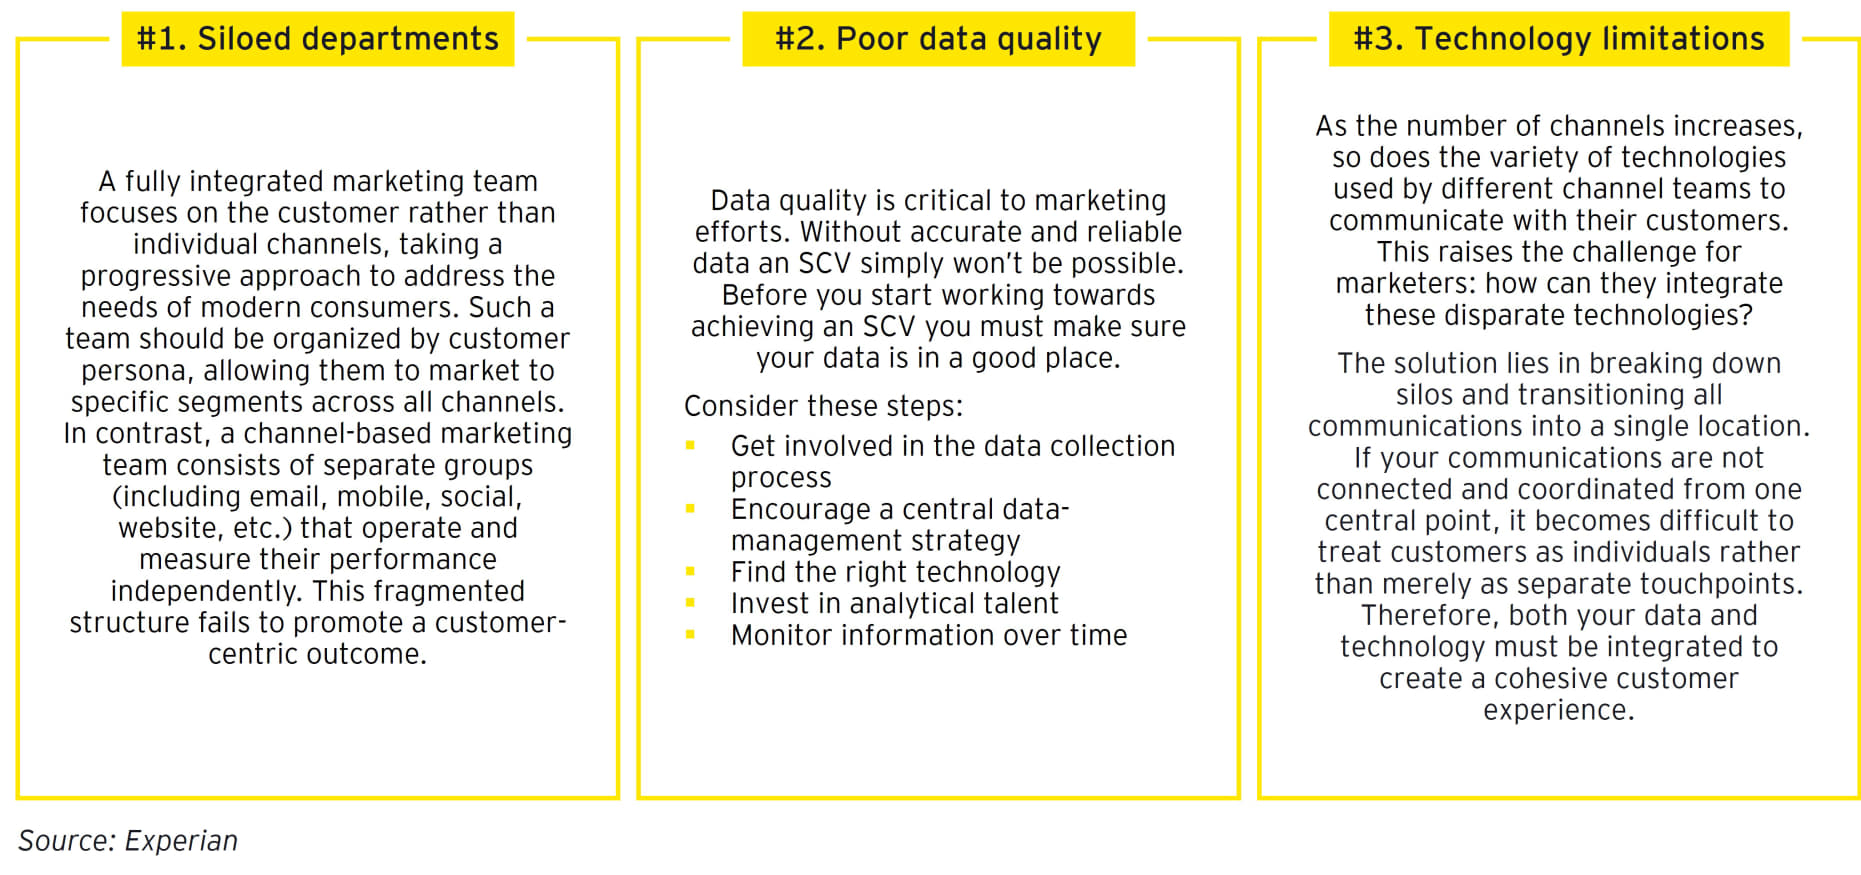 #1. Siloed departments
A fully integrated marketing team
focuses on the customer rather than
individual channels, taking a
progressive approach to address the
needs of modern consumers. Such a
team should be organized by customer
persona, allowing them to market to
specific segments across all channels.
In contrast, a channel-based marketing
team consists of separate groups
(including email, mobile, social,
website, etc.) that operate and
measure their performance
independently. This fragmented
structure fails to promote a customer-
centric outcome.
#2. Poor data quality
Data quality is critical to marketing
efforts. Without accurate and reliable
data an SCV simply won't be possible.
Before you start working towards
achieving an SCV you must make sure
your data is in a good place.
Consider these steps:
▪ Get involved in the data collection
process
▪ Encourage a central data-
management strategy
▪ Find the right technology
▪ Invest in analytical talent
▪ Monitor information over time
#3. Technology limitations
As the number of channels increases,
so does the variety of technologies
used by different channel teams to
communicate with their customers.
This raises the challenge for
marketers: how can they integrate
these disparate technologies?
The solution lies in breaking down
silos and transitioning all
communications into a single location.
If your communications are not
connected and coordinated from one
central point, it becomes difficult to
treat customers as individuals rather
than merely as separate touchpoints.
Therefore, both your data and
technology must be integrated to
create a cohesive customer
experience.
Source: Experian